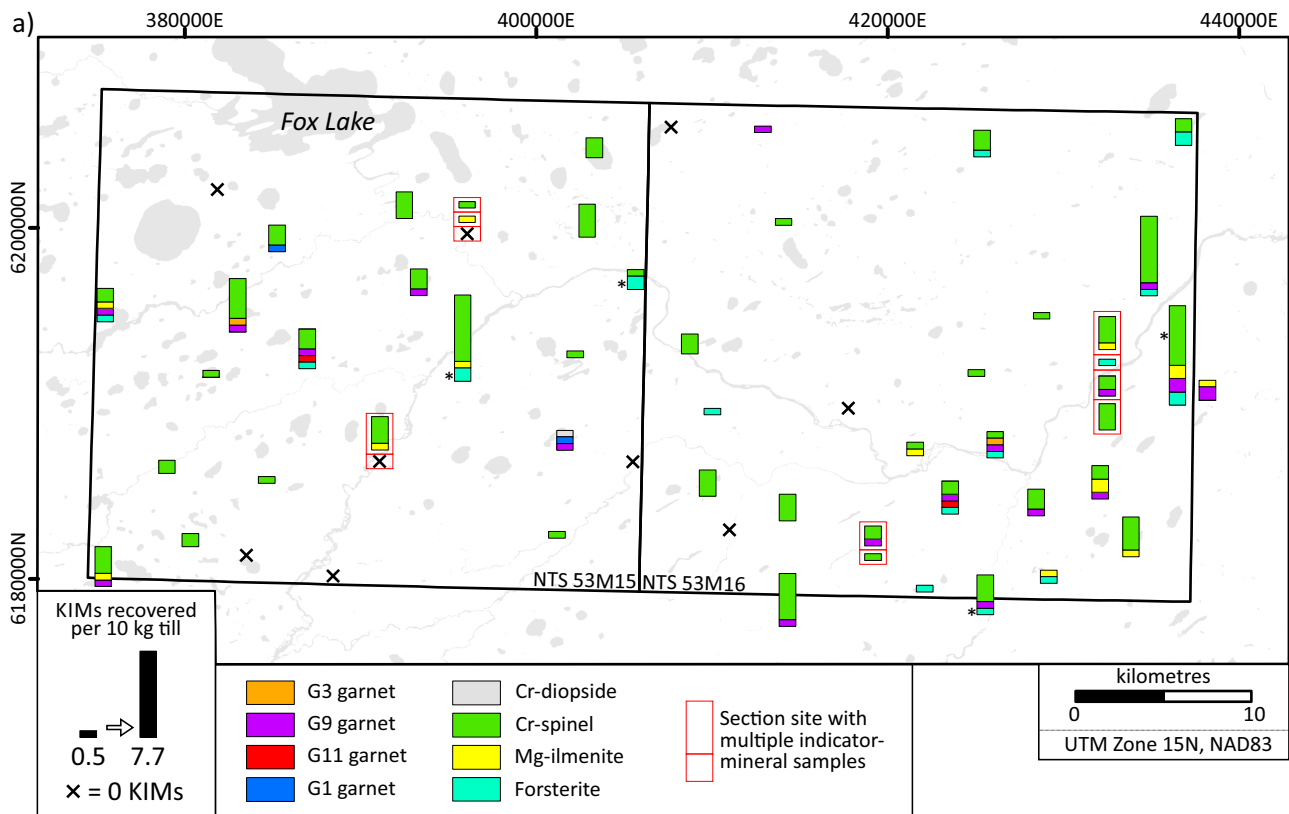 a)
380000E 400000E 420000E 440000E
Fox Lake
6200000N
6180000N
* * * *
NTS 53M15 NTS 53M16
KIMs recovered
per 10 kg till
0.5 7.7
× = 0 KIMs
G3 garnet
G9 garnet
G11 garnet
G1 garnet
Cr-diopside
Cr-spinel
Mg-ilmenite
Forsterite
Section site with
multiple indicator-
mineral samples
kilometres
0 10
UTM Zone 15N, NAD83